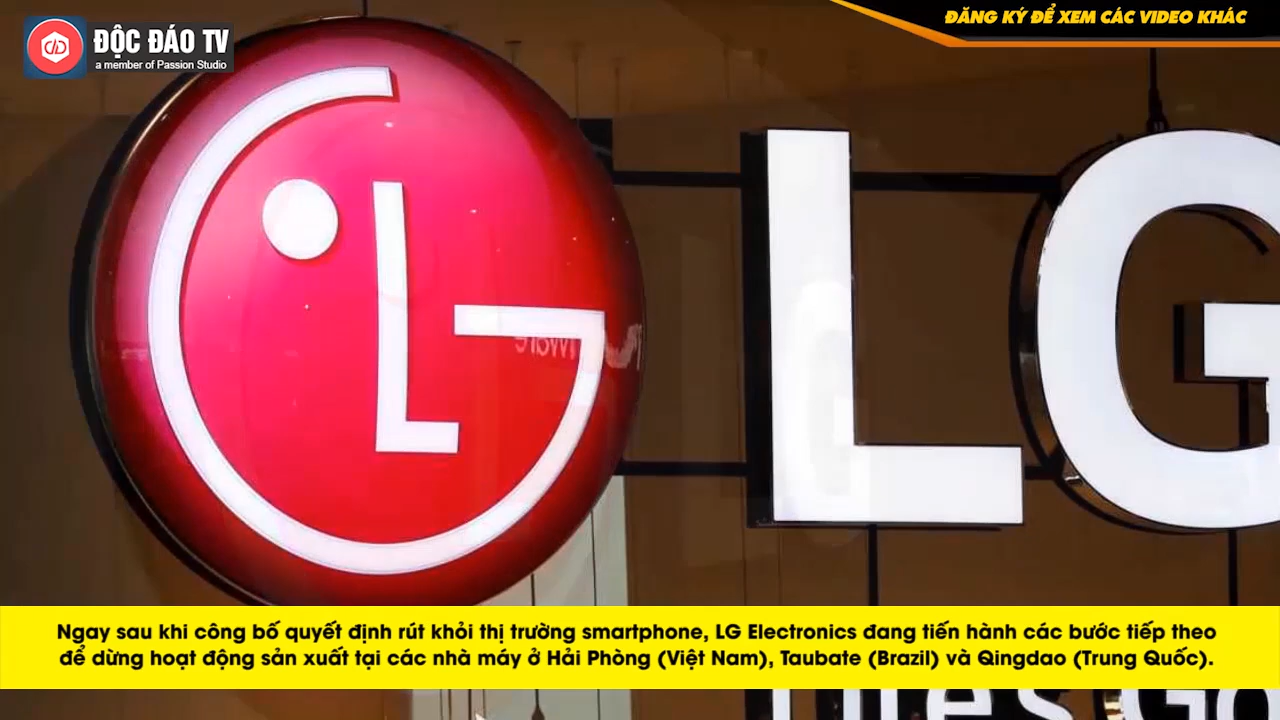 ĐỘC ĐÁO TV
a member of Passion Studio
ĐĂNG KÝ ĐỂ XEM CÁC VIDEO KHÁC
LG
LG
Ngay sau khi công bố quyết định rút khỏi thị trường smartphone, LG Electronics đang tiến hành các bước tiếp theo
để dừng hoạt động sản xuất tại các nhà máy ở Hải Phòng (Việt Nam), Taubate (Brazil) và Qingdao (Trung Quốc).